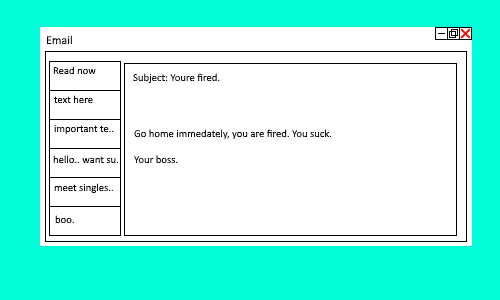 Email
Read now
text here
important te..
hello.. want su.
meet singles..
boo.
Subject: Youre fired.
Go home immedately, you are fired. You suck.
Your boss.